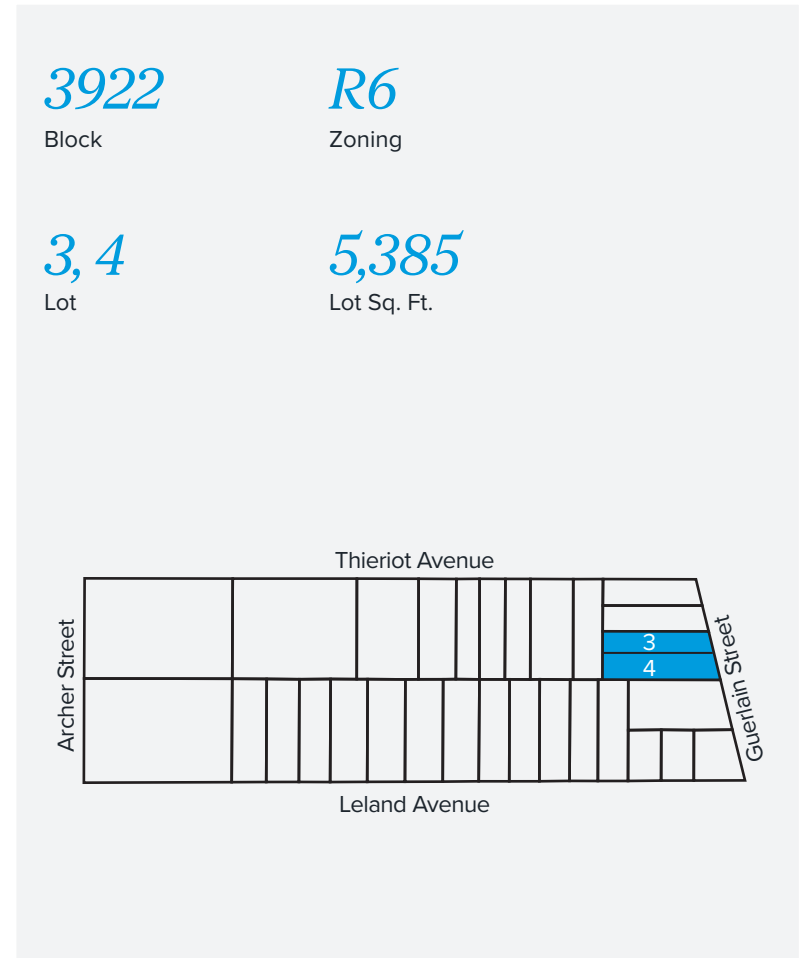 3922
Block
R6
Zoning
3, 4
Lot
5,385
Lot Sq. Ft.
Thieriot Avenue
Archer Street
3
4
Guerlain Street
Leland Avenue